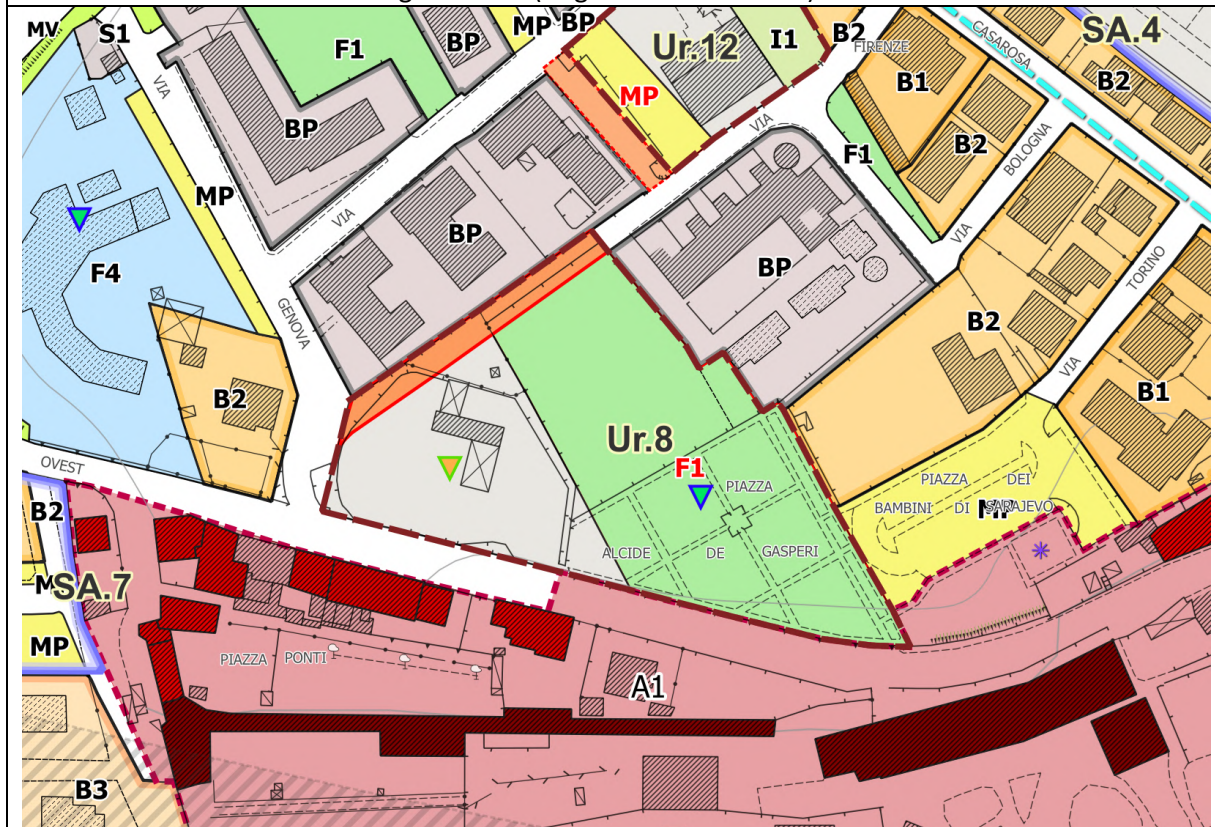 MV
S1
F1
BP
MP
BP
Ur.12
I1
B2
FIRENZE
CASAROSA
SA.4
B2
VIA
BP
MP
B1
B2
BOLOGNA
VIA
F1
MP
VIA
BP
BP
VIA
TORINO
F4
GENOVA
B2
B2
VIA
B1
Ur.8
F1
PIAZZA
ALCIDE
DE
GASPERI
PIAZZA
DEI
BAMBINI
DI
SARAJEVO
OVEST
B2
SA.7
MP
PIAZZA
PONTI
A1
B3